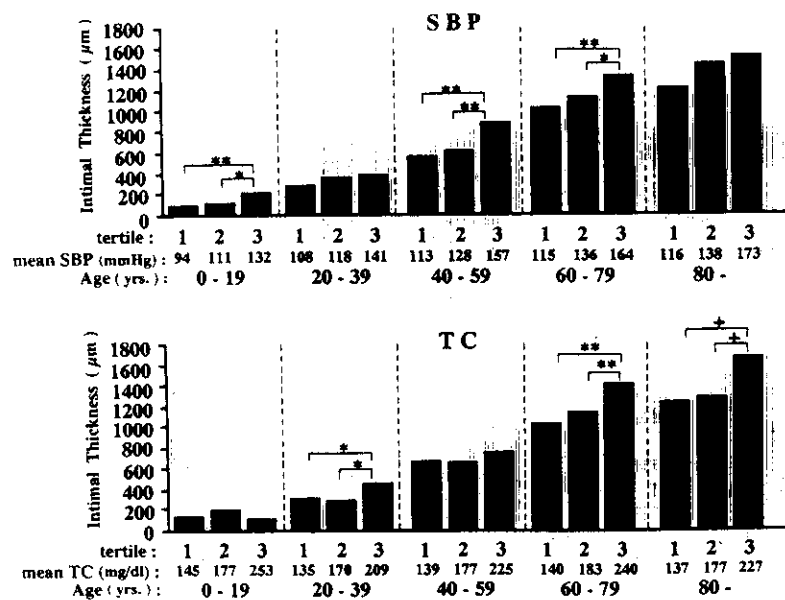 SBP
Intimal Thickness ( μm )
1800
1600
1400
1200
1000
800
600
400
200
0
** * ** ** ** *
tertile : 1 2 3 1 2 3 1 2 3 1 2 3 1 2 3
mean SBP (mmHg) 94 111 132 108 118 141 113 128 157 115 136 164 116 138 173
Age ( yrs. ) : 0 - 19 20 - 39 40 - 59 60 - 79 80 -
TC
Intimal Thickness ( μm )
1800
1600
1400
1200
1000
800
600
400
200
0
* * ** ** + +
tertile : 1 2 3 1 2 3 1 2 3 1 2 3 1 2 3
mean TC (mg/dl) : 145 177 253 135 170 209 139 177 225 140 183 240 137 177 227
Age ( yrs. ) : 0 - 19 20 - 39 40 - 59 60 - 79 80 -